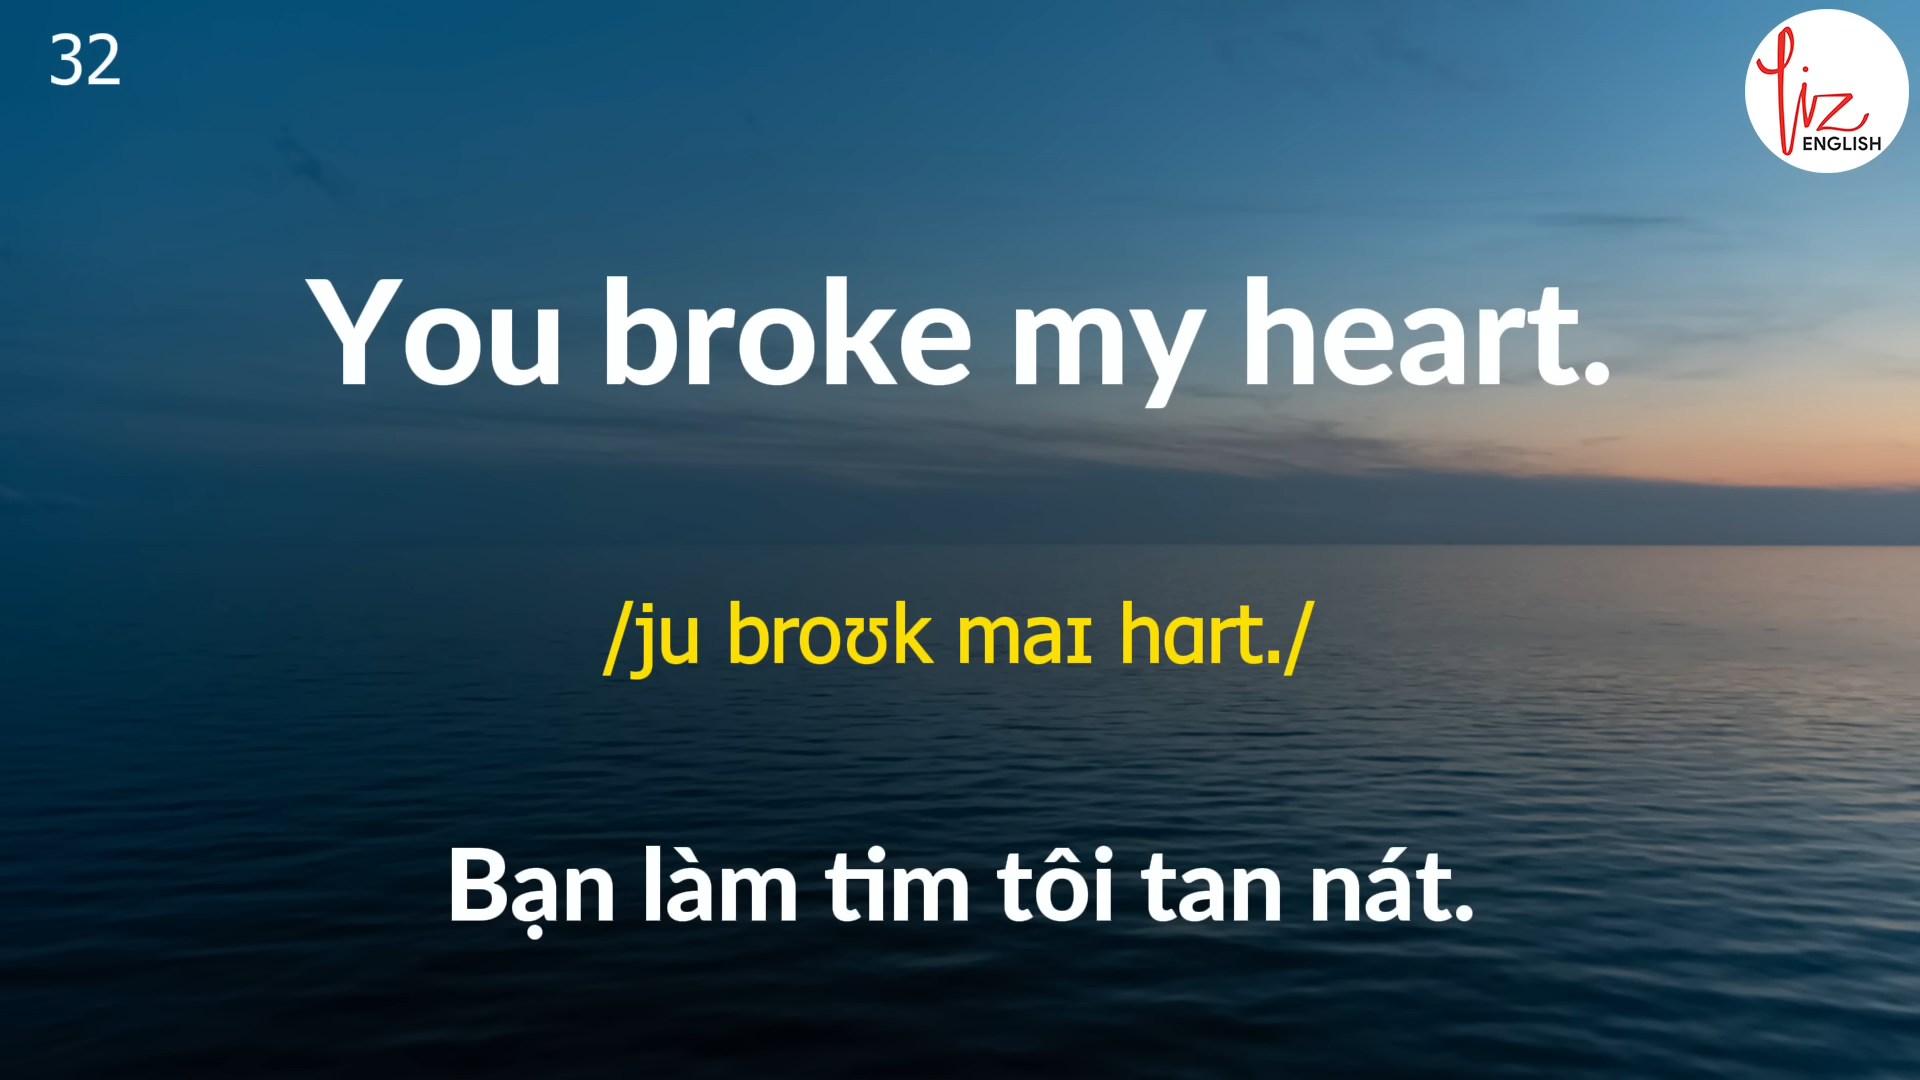 32
Liz
ENGLISH
You broke my heart.
/ju broʊk maɪ hɑrt./
Bạn làm tim tôi tan nát.